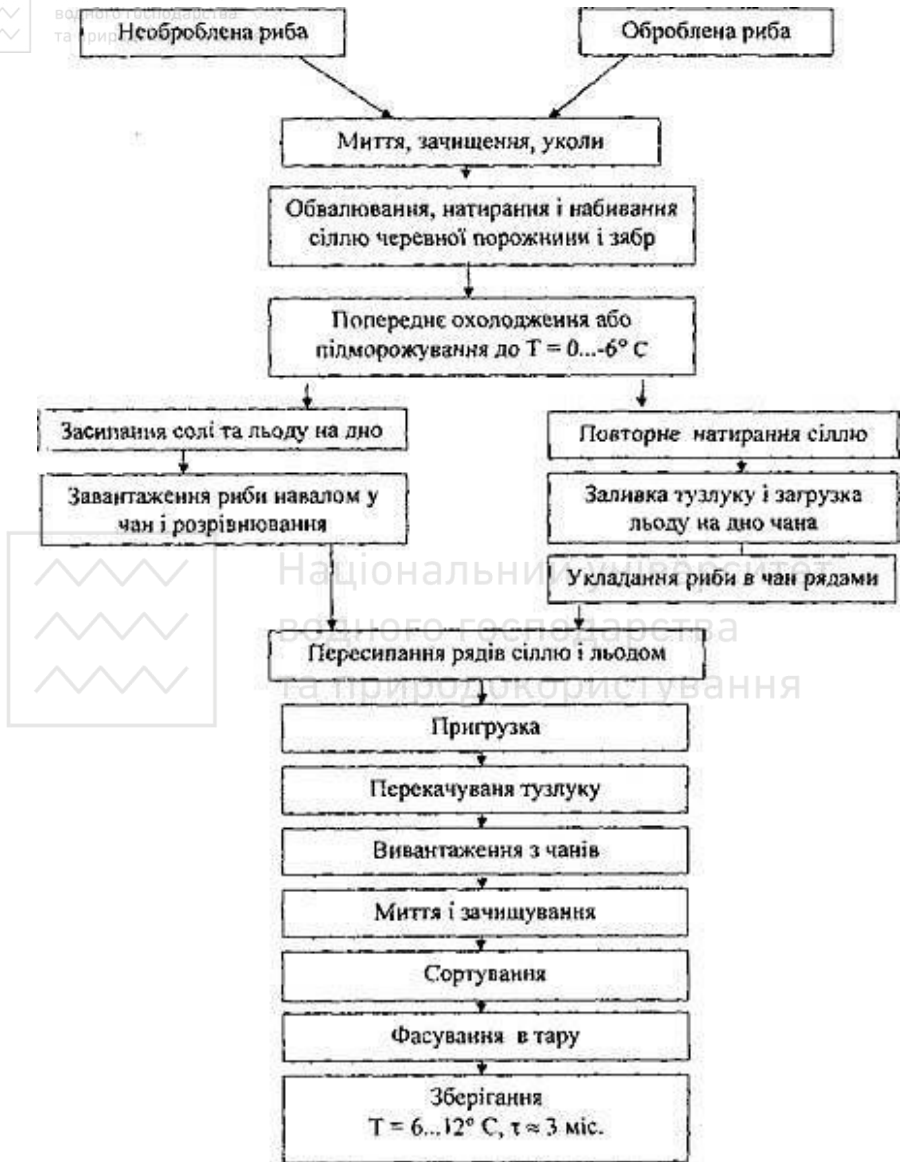 водного господарства
Необроблена риба
Оброблена риба
Миття, зачищення, уколи
Обвалювання, натирання і набивання
сіллю черевної порожнини і зябр
Попереднє охолодження або
підморожування до Т = 0...-6° С
Засипання солі та льоду на дно
Завантаження риби навалом у
чан і розрівнювання
Повторне натирання сіллю
Заливка тузлуку і загрузка
льоду на дно чана
Укладання риби в чан рядами
Національний університет
водного господарства
та природокористування
Пересипання рядів сіллю і льодом
Пригрузка
Перекачуваня тузлуку
Вивантаження з чанів
Миття і зачищування
Сортування
Фасування в тару
Зберігання
Т = 6...12° С, τ ≈ 3 міс.